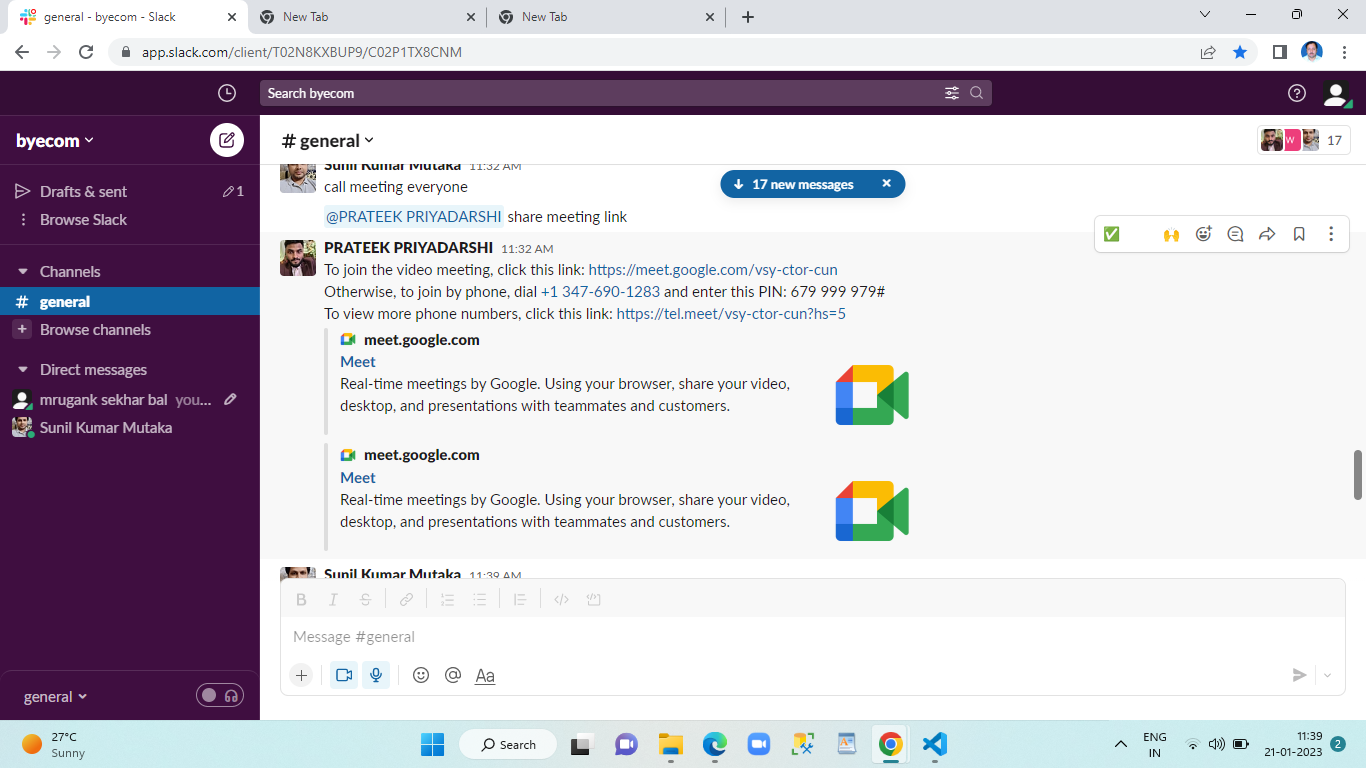 general - byecom - Slack
New Tab
New Tab
app.slack.com/client/T02N8KXBUP9/C02P1TX8CNM
Search byecom
byecom
# general
17
Drafts & sent
1
Browse Slack
Channels
# general
+ Browse channels
Direct messages
mrugank sekhar bal you...
Sunil Kumar Mutaka
general
Sunil Kumar Mutaka 11:32 AM
call meeting everyone
17 new messages
@PRATEEK PRIYADARSHI share meeting link
PRATEEK PRIYADARSHI 11:32 AM
To join the video meeting, click this link: https://meet.google.com/vsy-ctor-cun
Otherwise, to join by phone, dial +1 347-690-1283 and enter this PIN: 679 999 979#
To view more phone numbers, click this link: https://tel.meet/vsy-ctor-cun?hs=5
meet.google.com
Meet
Real-time meetings by Google. Using your browser, share your video,
desktop, and presentations with teammates and customers.
meet.google.com
Meet
Real-time meetings by Google. Using your browser, share your video,
desktop, and presentations with teammates and customers.
Sunil Kumar Mutaka 11:39 AM
B I S
Message #general
+ @ Aa
27°C
Sunny
Search
ENG
IN
11:39
21-01-2023
2
W